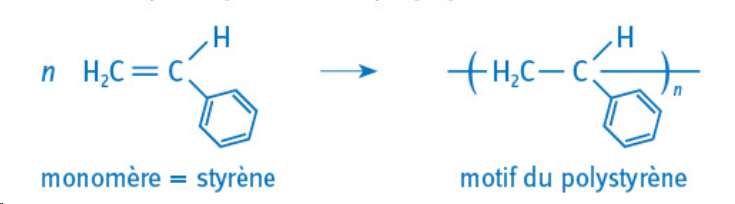 H H
n H₂C = C → ( H₂C — C )n
monomère = styrène motif du polystyrène